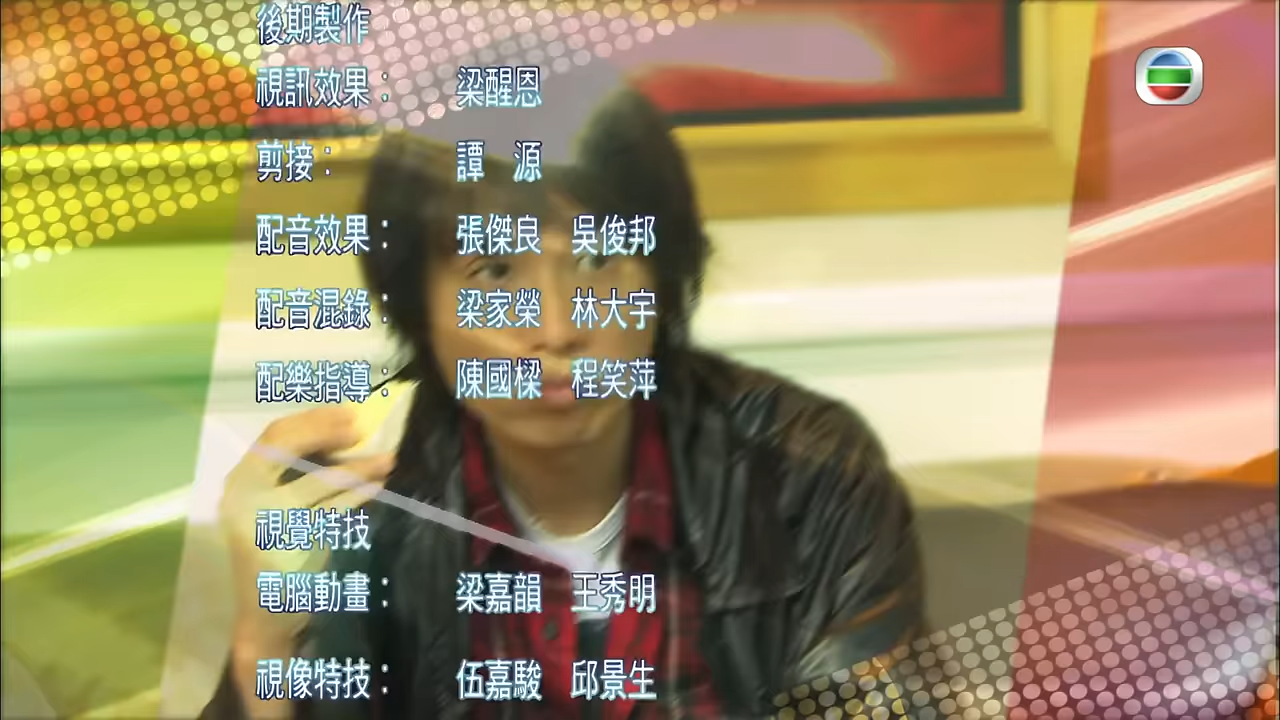 後期製作
視訊效果： 梁醒恩
剪接： 譚　源
配音效果： 張傑良　吳俊邦
配音混錄： 梁家榮　林大宇
配樂指導： 陳國樑　程笑萍
視覺特技
電腦動畫： 梁嘉韻　王秀明
視像特技： 伍嘉駿　邱景生